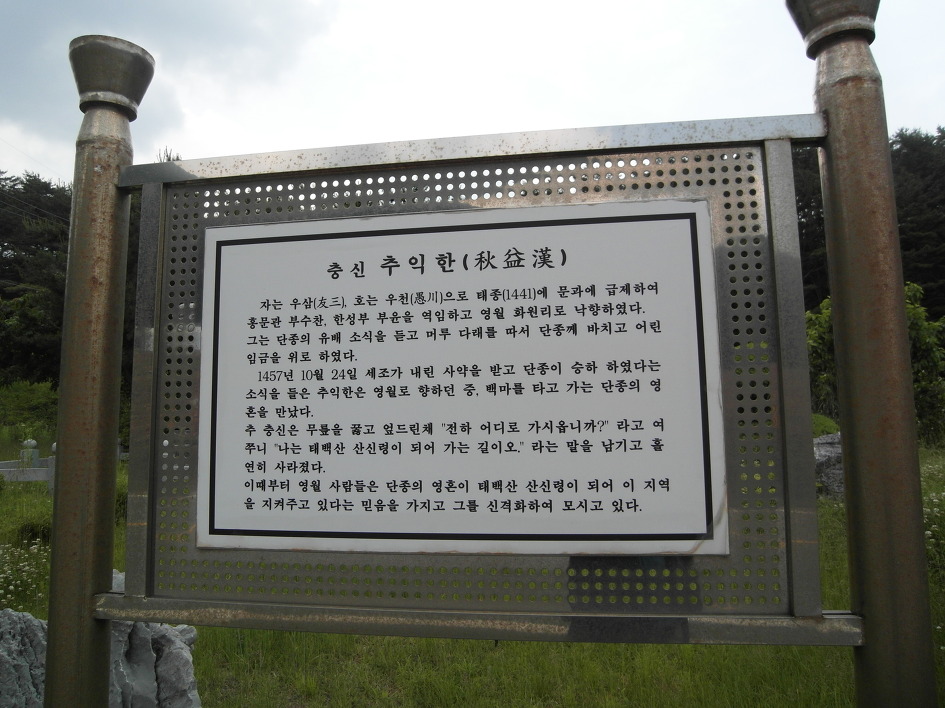 충신 추익한(秋益漢)
자는 우삼(友三), 호는 우천(愚川)으로 태종(1441)에 문과에 급제하여
홍문관 부수찬, 한성부 부윤을 역임하고 영월 화원리로 낙향하였다.
그는 단종의 유배 소식을 듣고 머루 다래를 따서 단종께 바치고 어린
임금을 위로 하였다.
1457년 10월 24일 세조가 내린 사약을 받고 단종이 승하 하였다는
소식을 들은 추익한은 영월로 향하던 중, 백마를 타고 가는 단종의 영
혼을 만났다.
추 충신은 무릎을 꿇고 엎드린채 "전하 어디로 가시옵니까?" 라고 여
쭈니 "나는 태백산 산신령이 되어 가는 길이오," 라는 말을 남기고 홀
연히 사라졌다.
이때부터 영월 사람들은 단종의 영혼이 태백산 산신령이 되어 이 지역
을 지켜주고 있다는 믿음을 가지고 그를 신격화하여 모시고 있다.